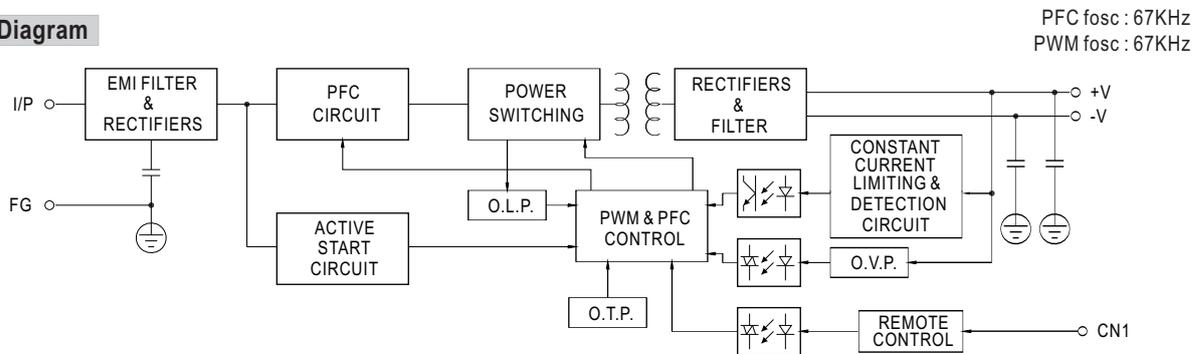 Diagram
PFC fosc : 67KHz
PWM fosc : 67KHz
I/P
EMI FILTER
&
RECTIFIERS
PFC
CIRCUIT
POWER
SWITCHING
RECTIFIERS
&
FILTER
+V
-V
FG
ACTIVE
START
CIRCUIT
O.L.P.
PWM & PFC
CONTROL
CONSTANT
CURRENT
LIMITING &
DETECTION
CIRCUIT
O.V.P.
O.T.P.
REMOTE
CONTROL
CN1